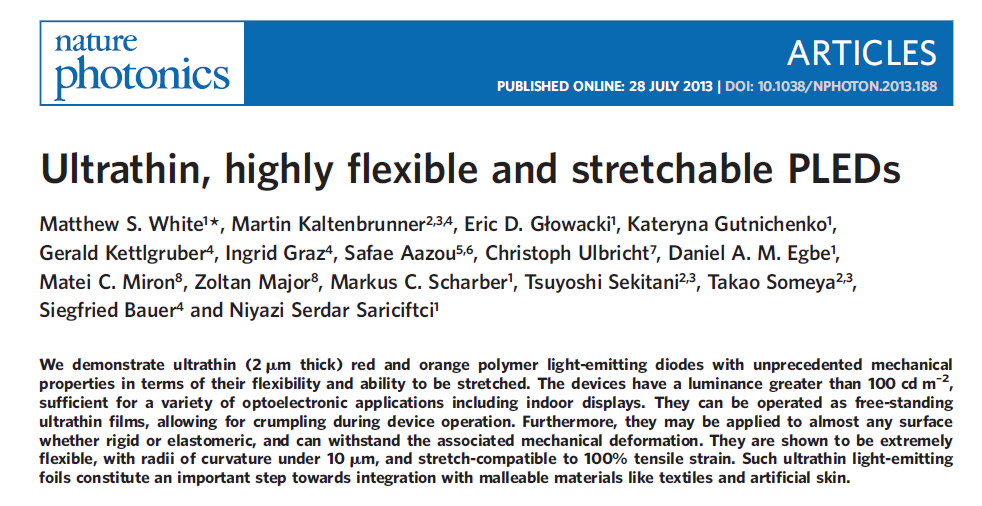 nature
photonics
ARTICLES
PUBLISHED ONLINE: 28 JULY 2013 | DOI: 10.1038/NPHOTON.2013.188
Ultrathin, highly flexible and stretchable PLEDs
Matthew S. White¹*, Martin Kaltenbrunner²,³,⁴, Eric D. Głowacki¹, Kateryna Gutnichenko¹,
Gerald Kettlgruber⁴, Ingrid Graz⁴, Safae Aazou⁵,⁶, Christoph Ulbricht⁷, Daniel A. M. Egbe¹,
Matei C. Miron⁸, Zoltan Major⁸, Markus C. Scharber¹, Tsuyoshi Sekitani²,³, Takao Someya²,³,
Siegfried Bauer⁴ and Niyazi Serdar Sariciftci¹
We demonstrate ultrathin (2 μm thick) red and orange polymer light-emitting diodes with unprecedented mechanical
properties in terms of their flexibility and ability to be stretched. The devices have a luminance greater than 100 cd m⁻²,
sufficient for a variety of optoelectronic applications including indoor displays. They can be operated as free-standing
ultrathin films, allowing for crumpling during device operation. Furthermore, they may be applied to almost any surface
whether rigid or elastomeric, and can withstand the associated mechanical deformation. They are shown to be extremely
flexible, with radii of curvature under 10 μm, and stretch-compatible to 100% tensile strain. Such ultrathin light-emitting
foils constitute an important step towards integration with malleable materials like textiles and artificial skin.